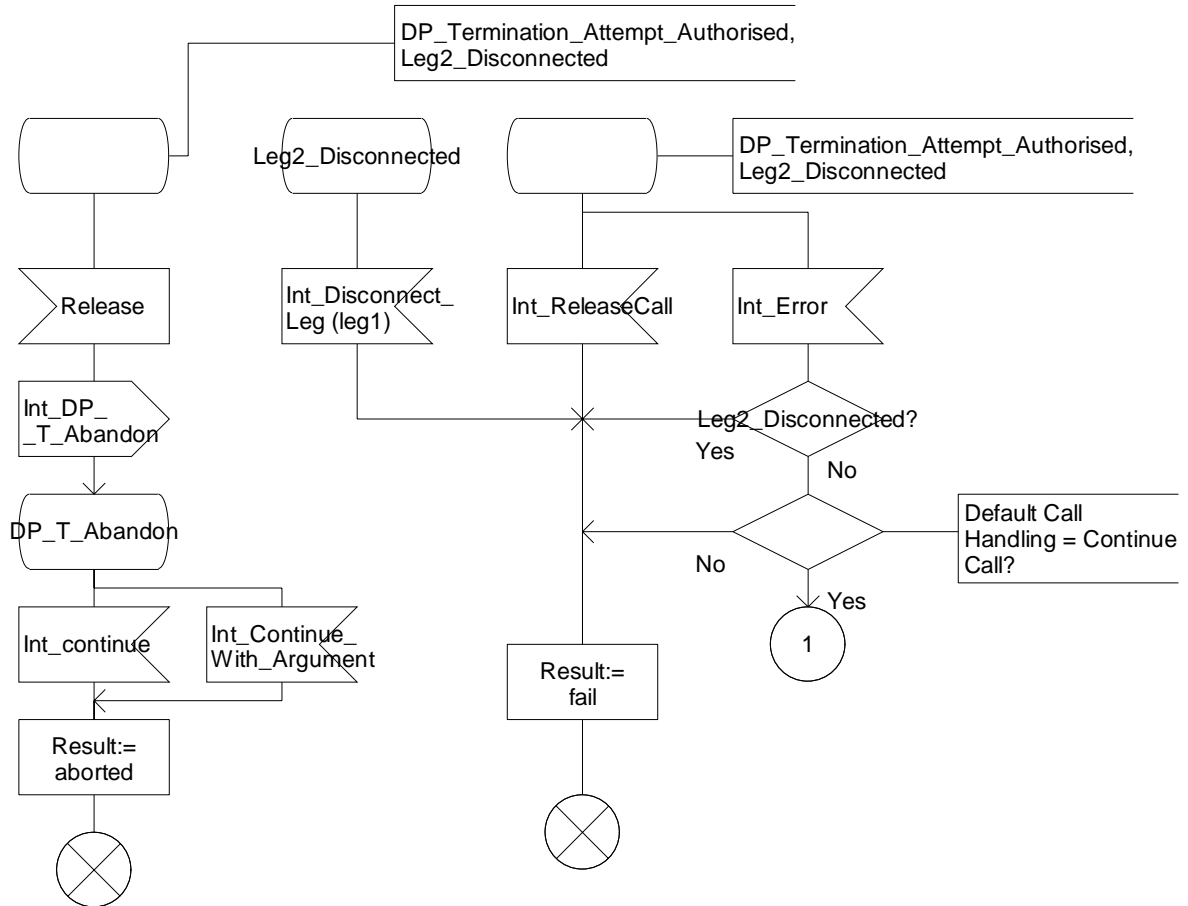 DP_Termination_Attempt_Authorised,
Leg2_Disconnected
Leg2_Disconnected
DP_Termination_Attempt_Authorised,
Leg2_Disconnected
Release
Int_Disconnect_
Leg (leg1)
Int_ReleaseCall
Int_Error
Int_DP_
_T_Abandon
Leg2_Disconnected?
Yes
No
DP_T_Abandon
Default Call
Handling = Continue
Call?
No
Yes
Int_continue
Int_Continue_
With_Argument
1
Result:=
fail
Result:=
aborted